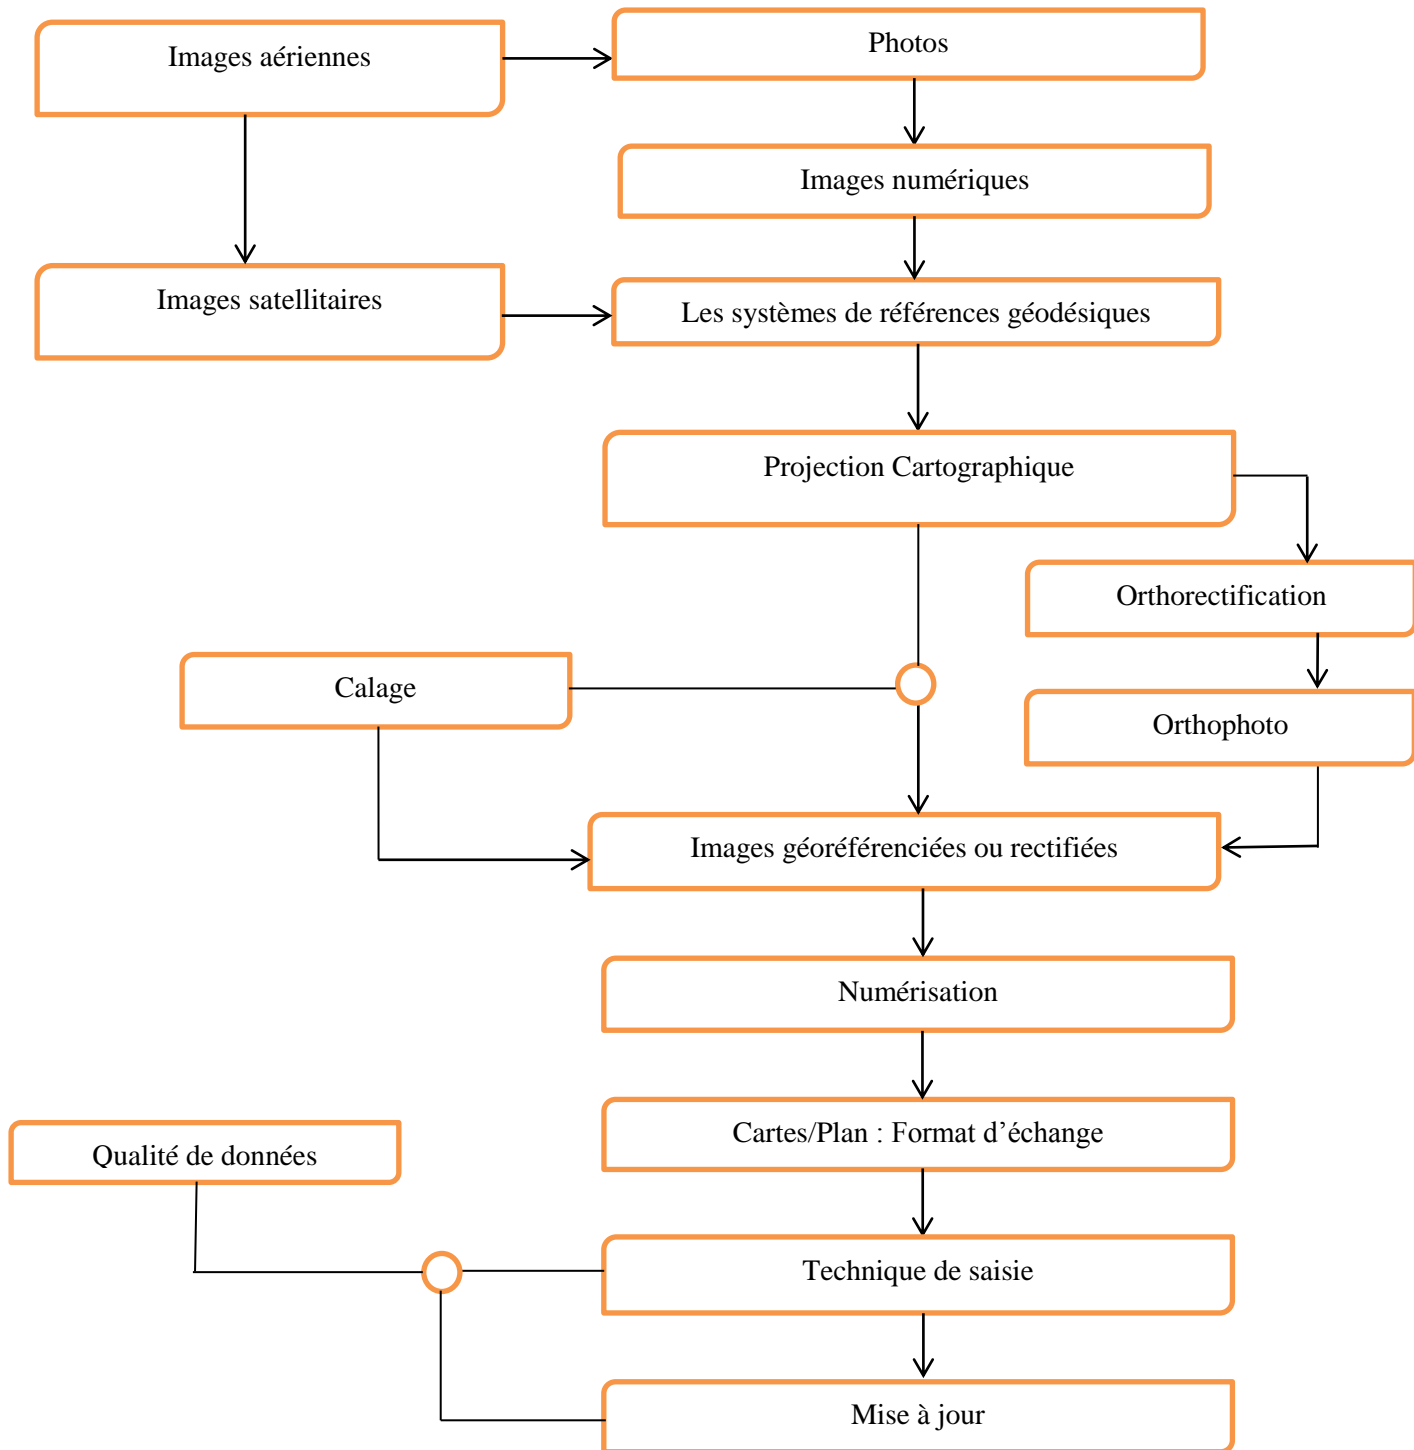 Images aériennes
Photos
Images numériques
Images satellitaires
Les systèmes de références géodésiques
Projection Cartographique
Orthorectification
Calage
Orthophoto
Images géoréférenciées ou rectifiées
Numérisation
Cartes/Plan : Format d’échange
Qualité de données
Technique de saisie
Mise à jour